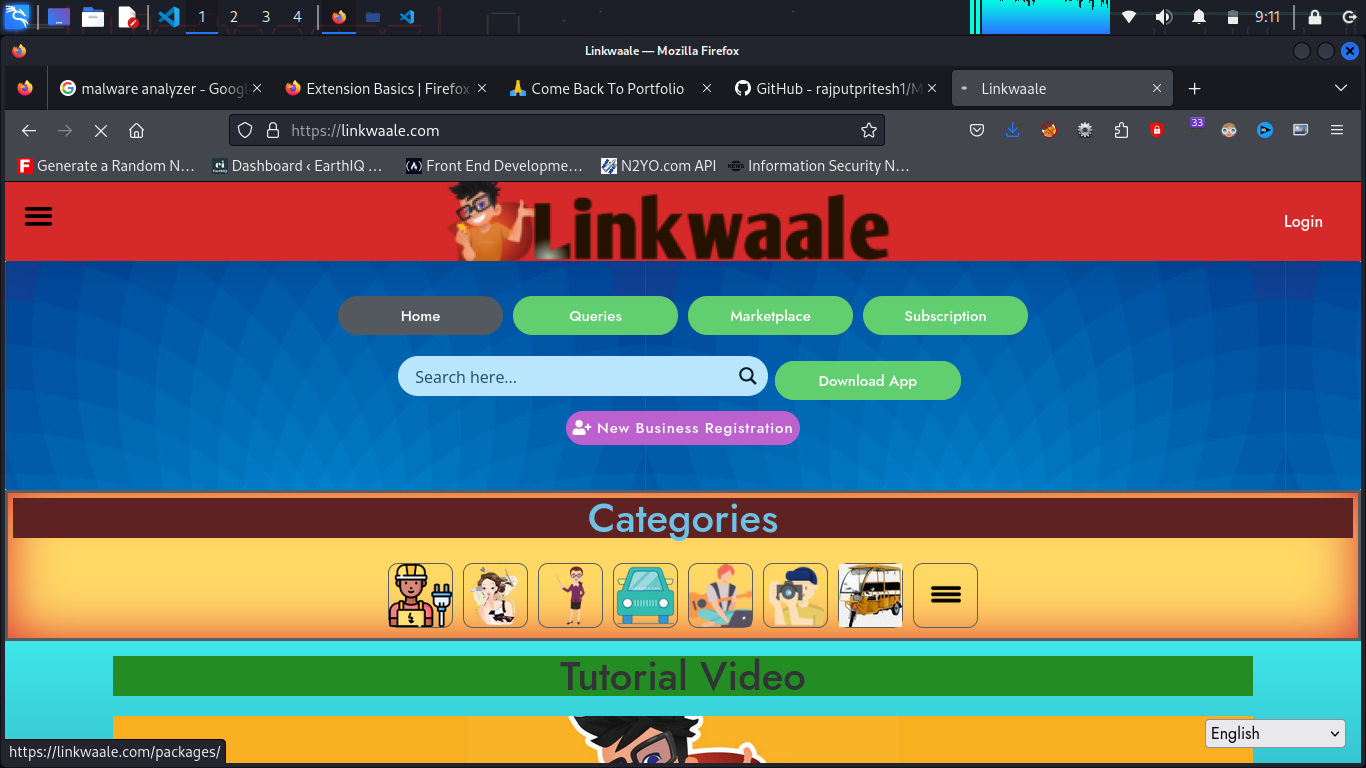 1 2 3 4 9:11
Linkwaale — Mozilla Firefox
malware analyzer - Goog
Extension Basics | Firefox
Come Back To Portfolio
GitHub - rajputpritesh1/M
Linkwaale
https://linkwaale.com
33
Generate a Random N…
Dashboard ‹ EarthIQ …
Front End Developme…
N2YO.com API
Information Security N…
Linkwaale
Login
Home
Queries
Marketplace
Subscription
Search here...
Download App
New Business Registration
Categories
Tutorial Video
English
https://linkwaale.com/packages/